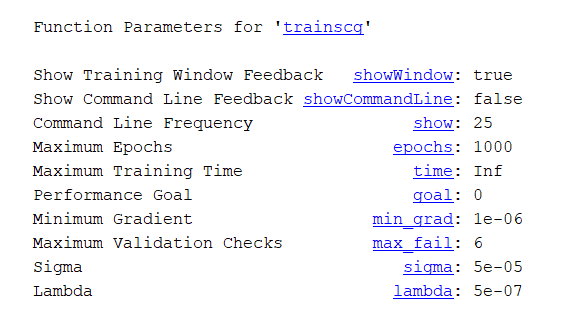 Function Parameters for 'trainscg'
Show Training Window Feedback showWindow: true
Show Command Line Feedback showCommandLine: false
Command Line Frequency show: 25
Maximum Epochs epochs: 1000
Maximum Training Time time: Inf
Performance Goal goal: 0
Minimum Gradient min_grad: 1e-06
Maximum Validation Checks max_fail: 6
Sigma sigma: 5e-05
Lambda lambda: 5e-07